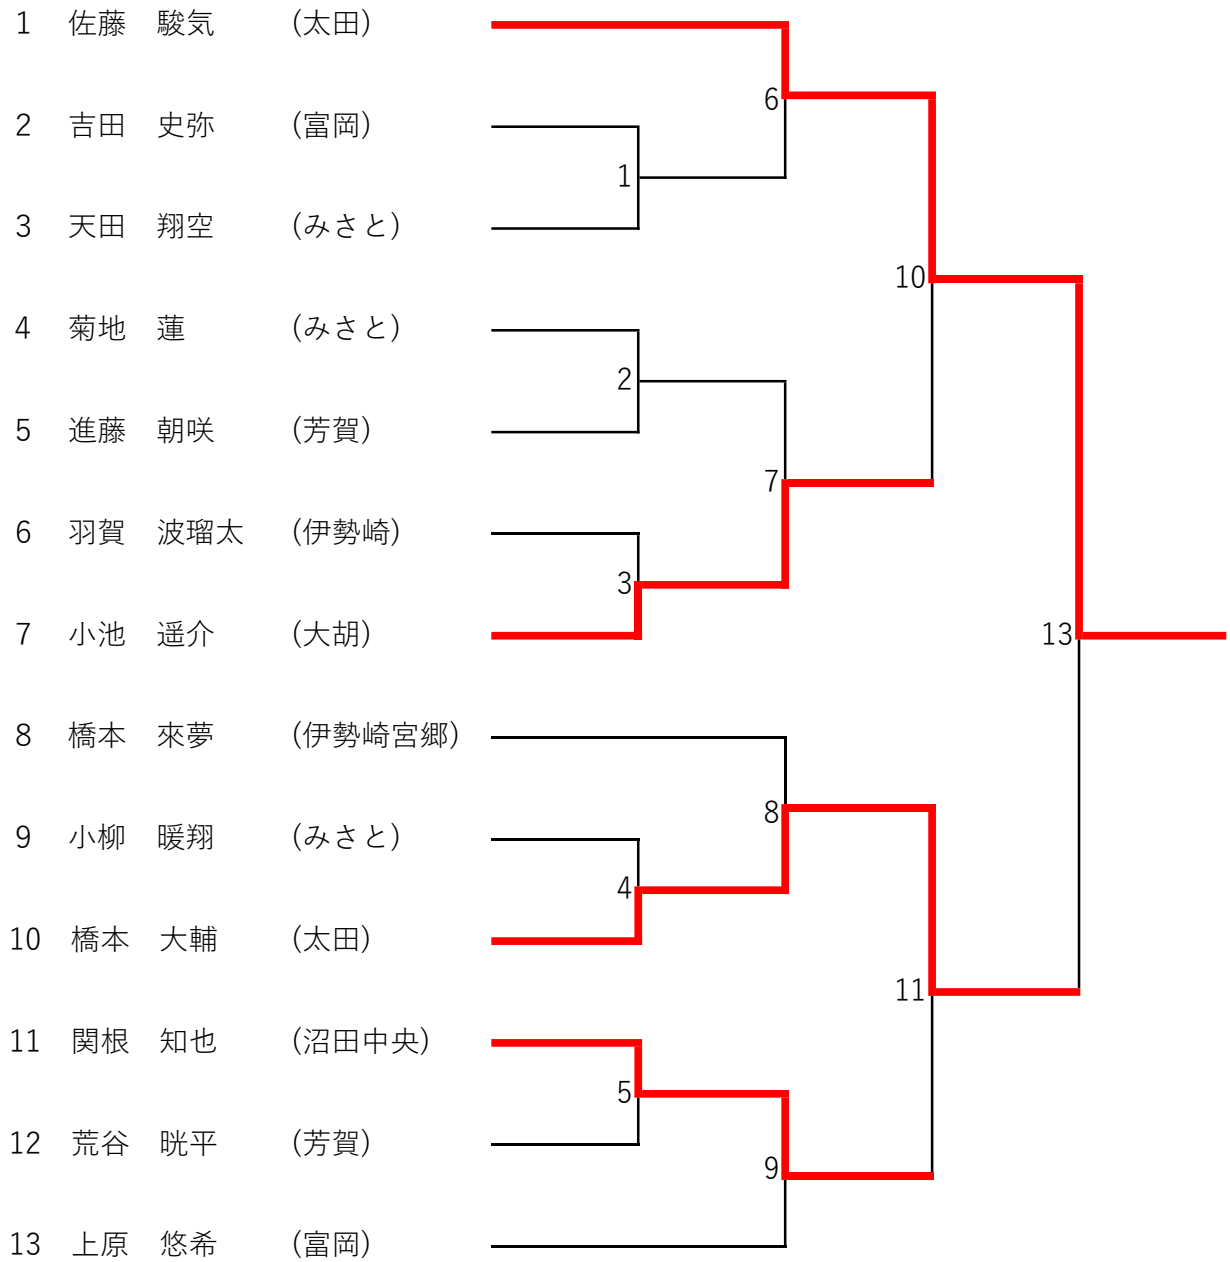 1 佐藤 駿気 (太田)
6
2 吉田 史弥 (富岡)
1
3 天田 翔空 (みさと)
10
4 菊地 蓮 (みさと)
2
5 進藤 朝咲 (芳賀)
7
6 羽賀 波瑠太 (伊勢崎)
3
7 小池 遥介 (大胡)
13
8 橋本 來夢 (伊勢崎宮郷)
8
9 小柳 暖翔 (みさと)
4
10 橋本 大輔 (太田)
11
11 関根 知也 (沼田中央)
5
12 荒谷 晄平 (芳賀)
9
13 上原 悠希 (富岡)